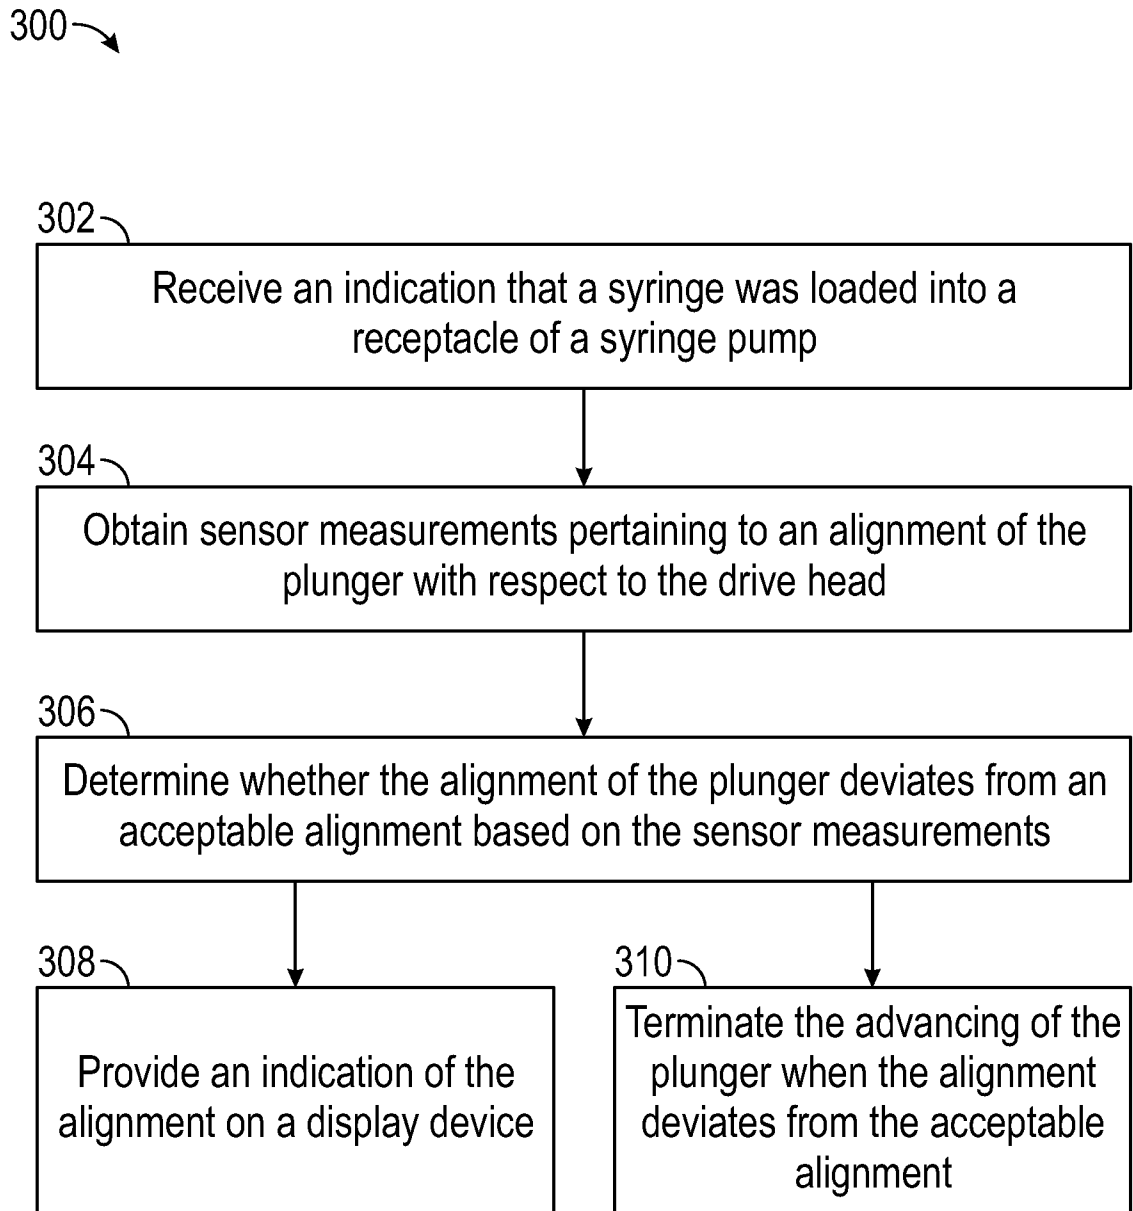 300
302
Receive an indication that a syringe was loaded into a
receptacle of a syringe pump
304
Obtain sensor measurements pertaining to an alignment of the
plunger with respect to the drive head
306
Determine whether the alignment of the plunger deviates from an
acceptable alignment based on the sensor measurements
308
Provide an indication of the
alignment on a display device
310
Terminate the advancing of the
plunger when the alignment
deviates from the acceptable
alignment